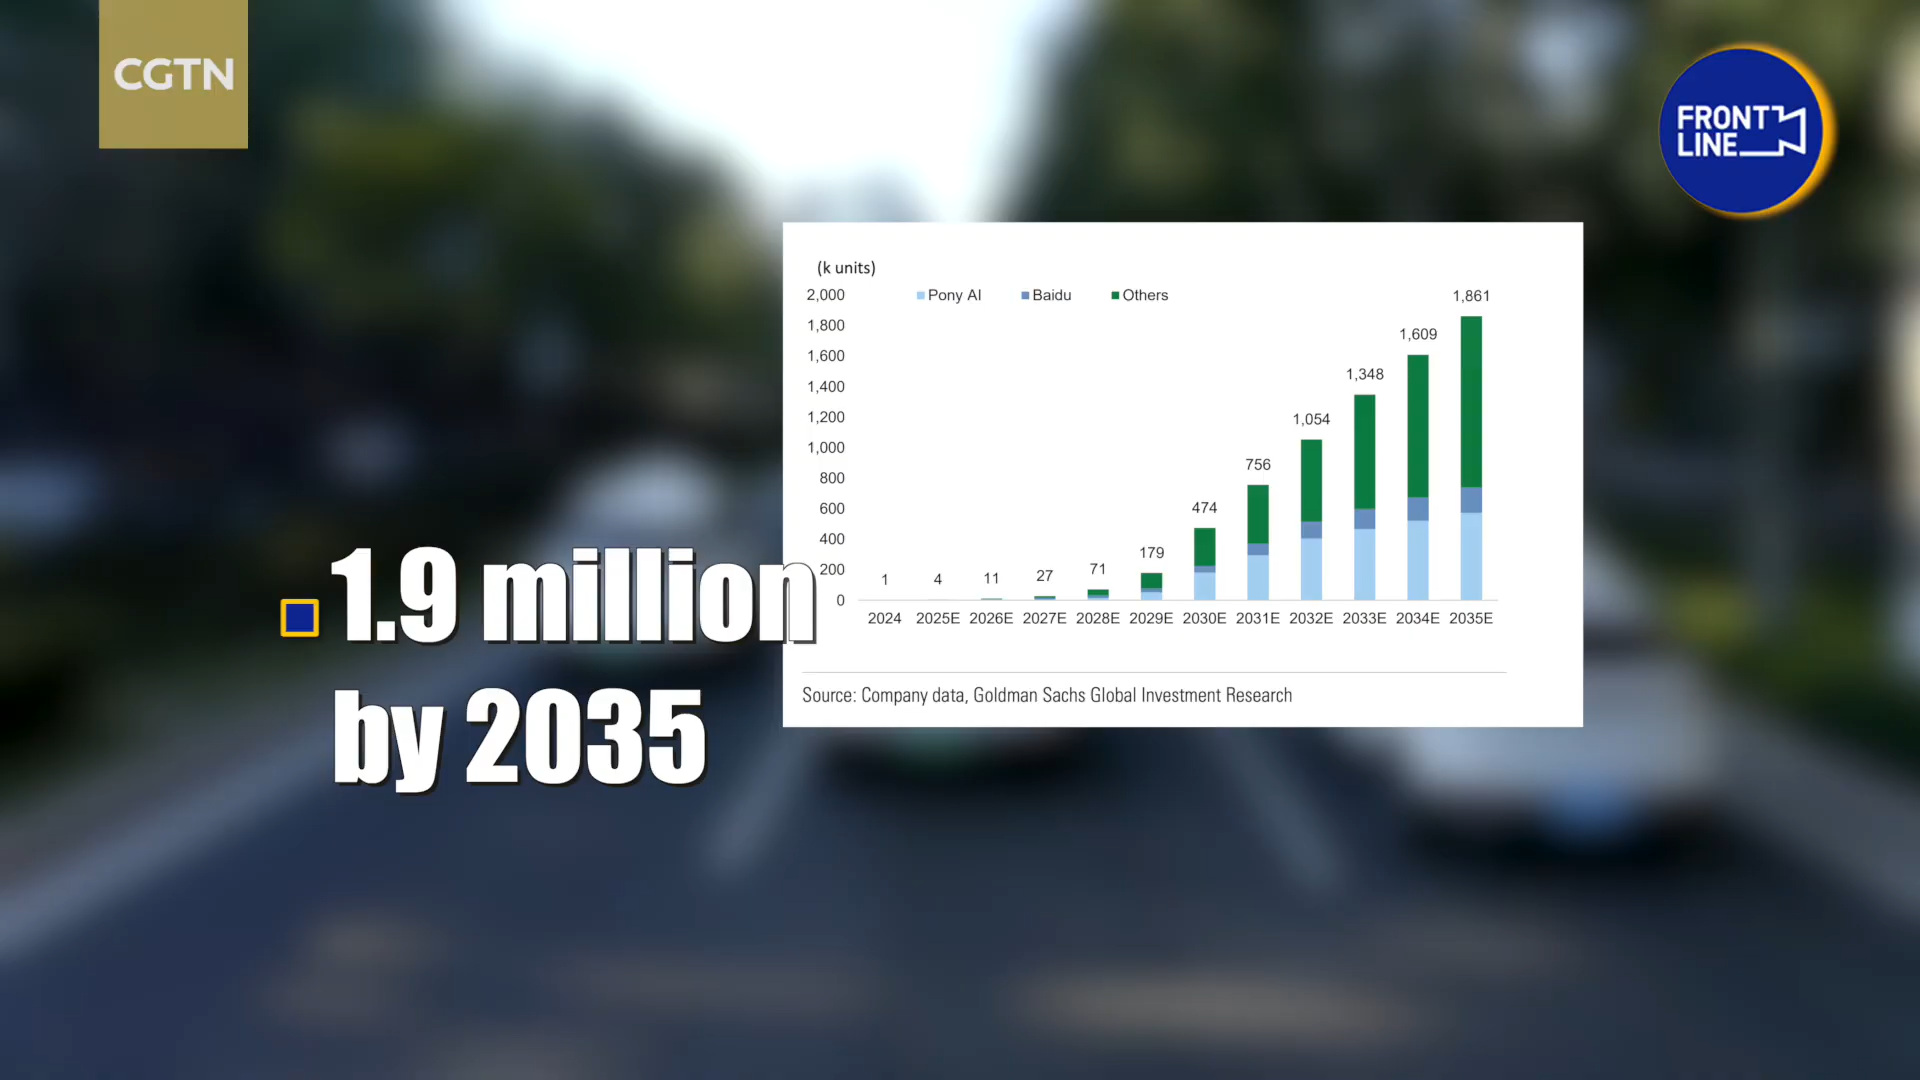 CGTN
FRONT
LINE
(k units)
Pony AI Baidu Others
2,000
1,800
1,600
1,400
1,200
1,000
800
600
400
200
0
1 4 11 27 71 179 474 756 1,054 1,348 1,609 1,861
2024 2025E 2026E 2027E 2028E 2029E 2030E 2031E 2032E 2033E 2034E 2035E
Source: Company data, Goldman Sachs Global Investment Research
1.9 million
by 2035